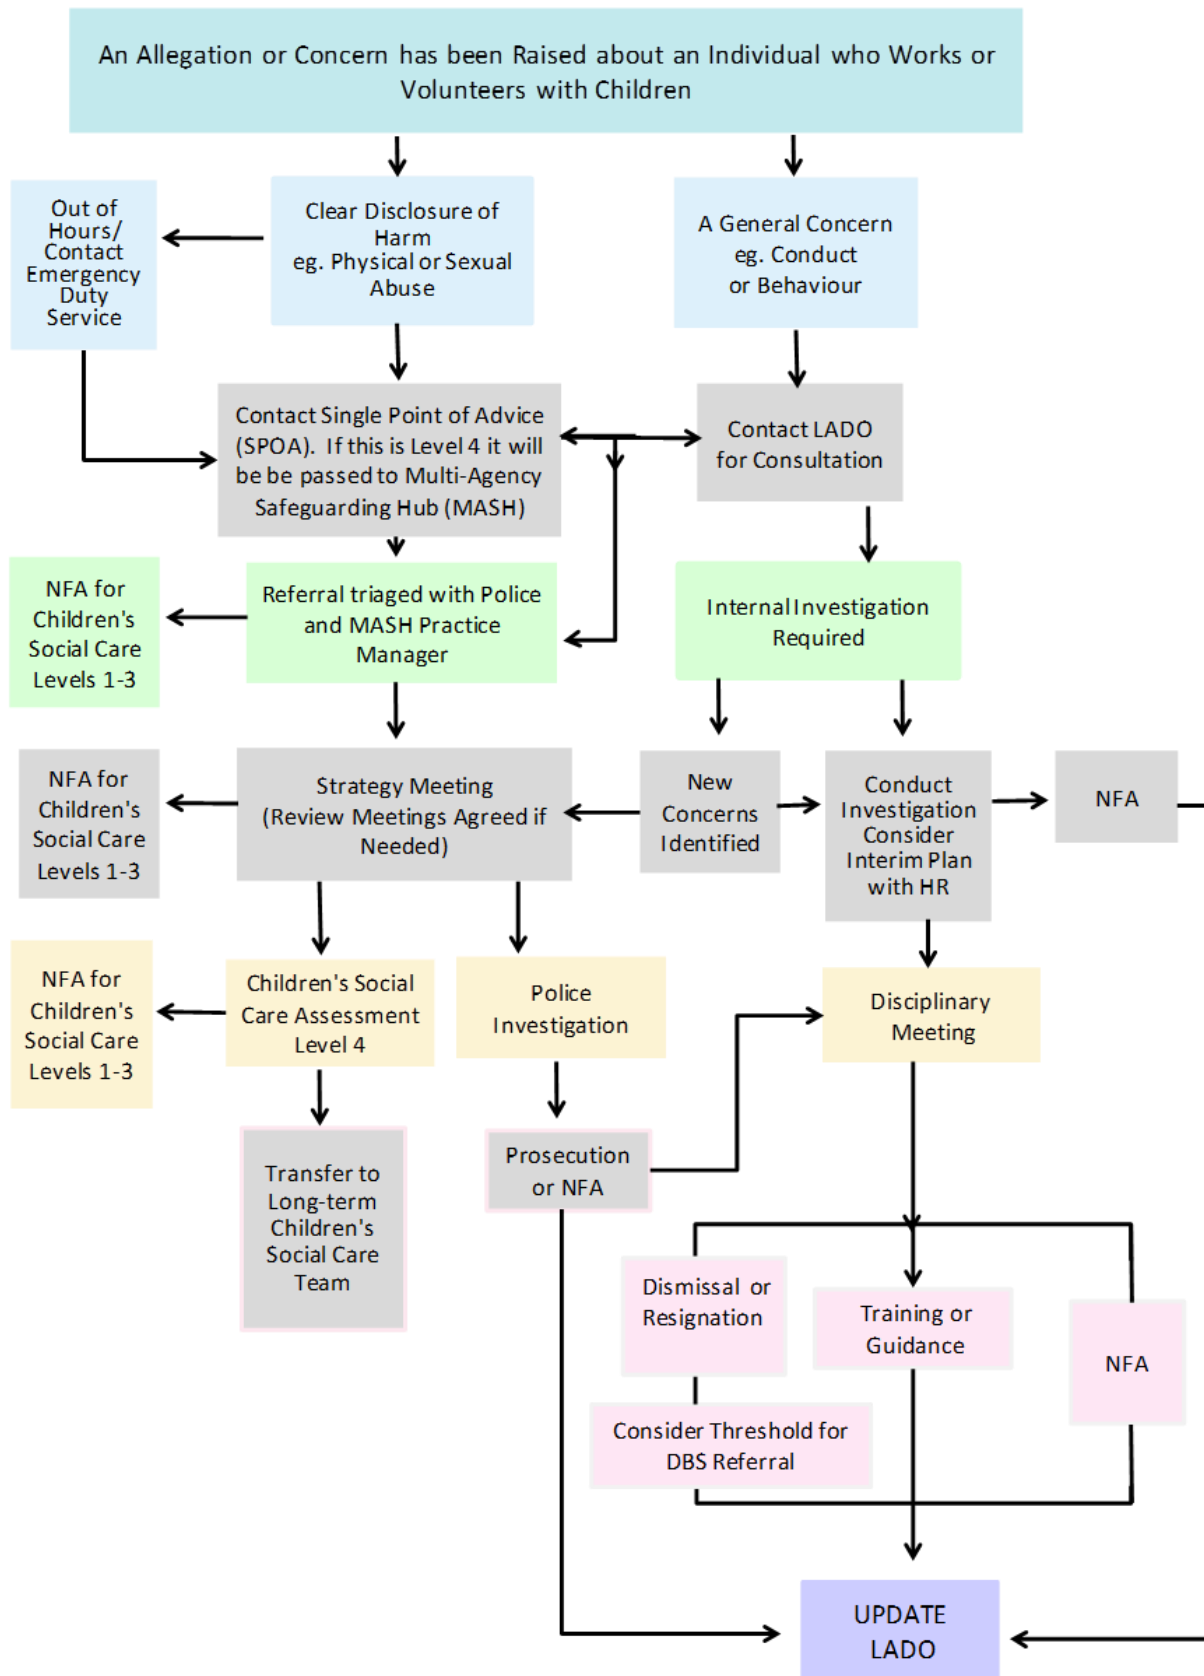 An Allegation or Concern has been Raised about an Individual who Works or
Volunteers with Children
Out of
Hours/
Contact
Emergency
Duty
Service
Clear Disclosure of
Harm
eg. Physical or Sexual
Abuse
A General Concern
eg. Conduct
or Behaviour
Contact Single Point of Advice
(SPOA). If this is Level 4 it will
be be passed to Multi-Agency
Safeguarding Hub (MASH)
Contact LADO
for Consultation
NFA for
Children's
Social Care
Levels 1-3
Referral triaged with Police
and MASH Practice
Manager
Internal Investigation
Required
NFA for
Children's
Social Care
Levels 1-3
Strategy Meeting
(Review Meetings Agreed if
Needed)
New
Concerns
Identified
Conduct
Investigation
Consider
Interim Plan
with HR
NFA
NFA for
Children's
Social Care
Levels 1-3
Children's Social
Care Assessment
Level 4
Police
Investigation
Disciplinary
Meeting
Transfer to
Long-term
Children's
Social Care
Team
Prosecution
or NFA
Dismissal or
Resignation
Training or
Guidance
NFA
Consider Threshold for
DBS Referral
UPDATE
LADO